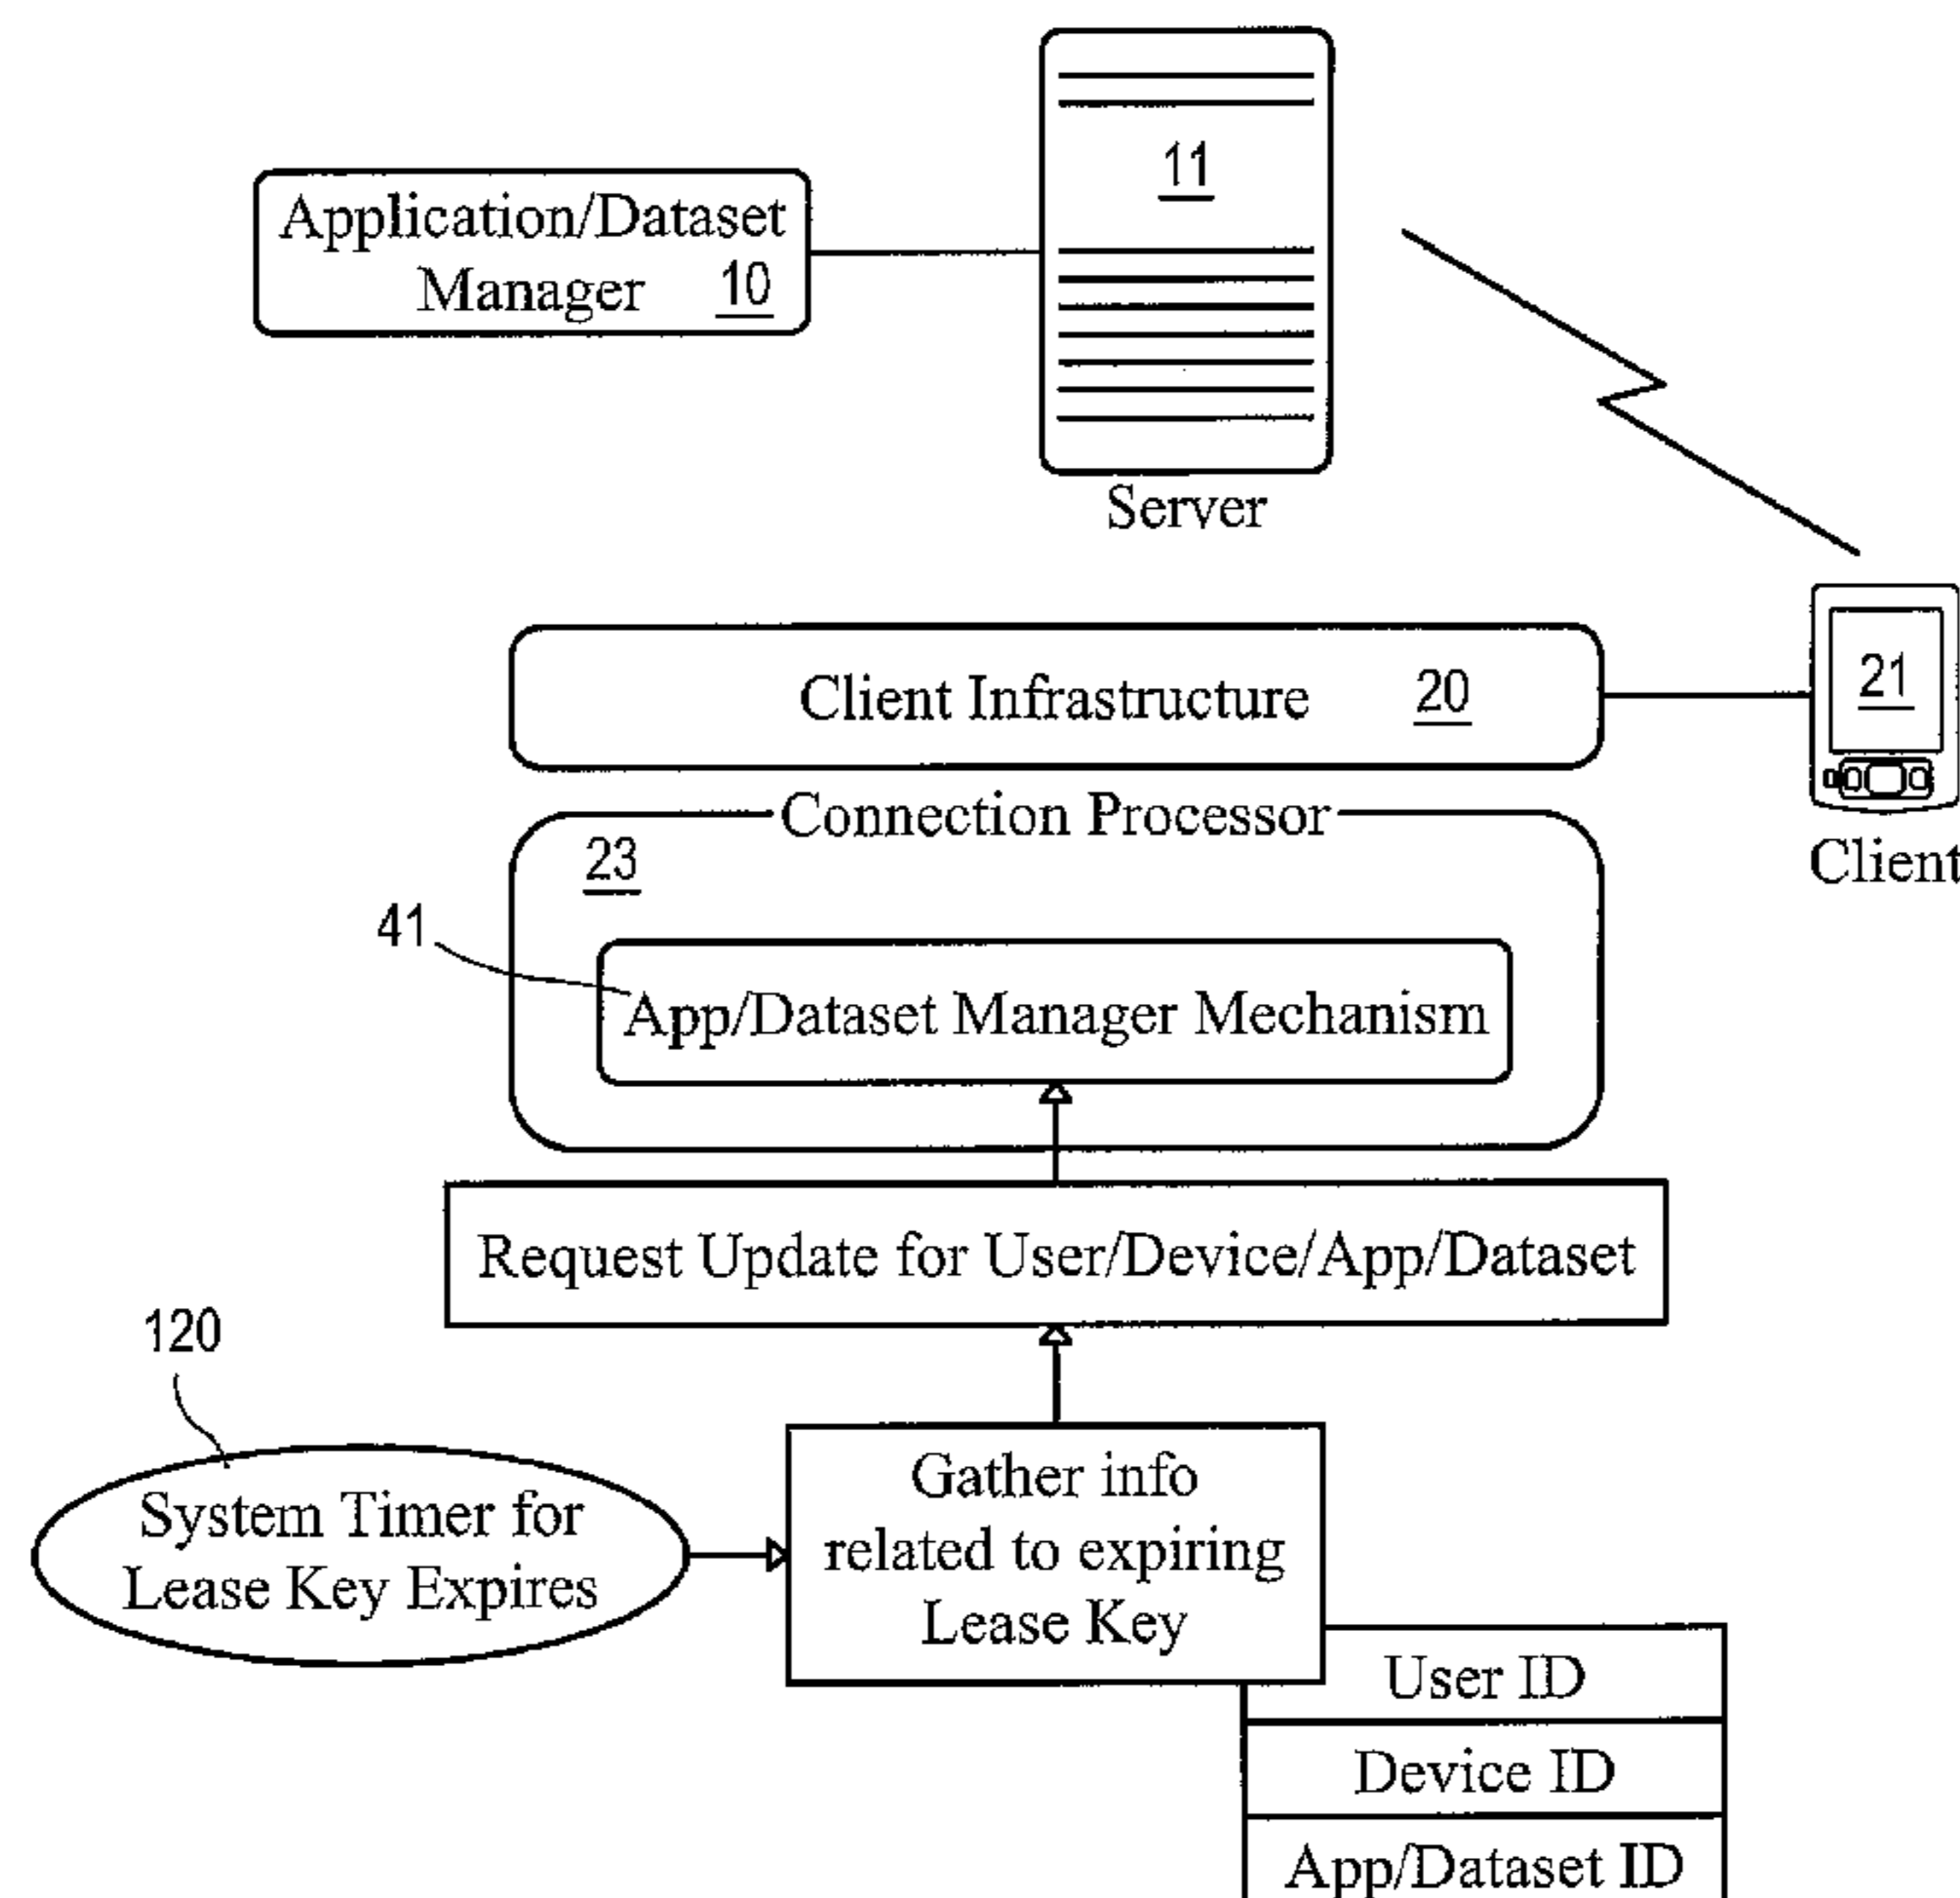 11
Application/Dataset
Manager 10
Server
Client Infrastructure 20
21
Client
Connection Processor
23
41
App/Dataset Manager Mechanism
Request Update for User/Device/App/Dataset
120
System Timer for
Lease Key Expires
Gather info
related to expiring
Lease Key
User ID
Device ID
App/Dataset ID